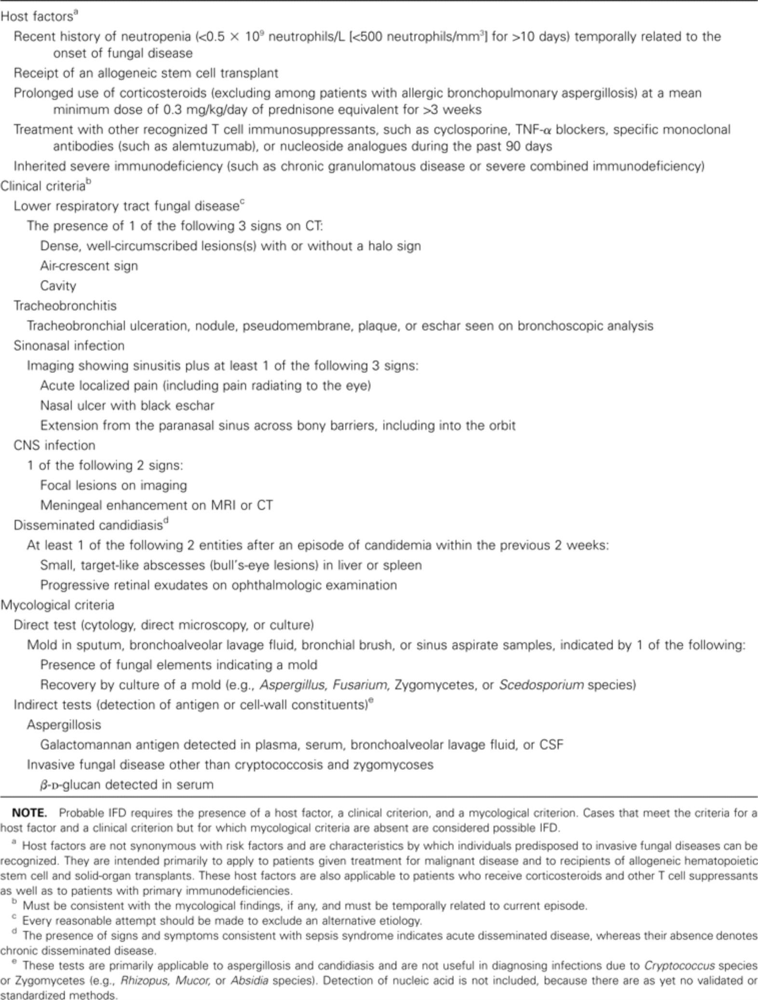 Host factorsᵃ
Recent history of neutropenia (<0.5 × 10⁹ neutrophils/L [<500 neutrophils/mm³] for >10 days) temporally related to the
onset of fungal disease
Receipt of an allogeneic stem cell transplant
Prolonged use of corticosteroids (excluding among patients with allergic bronchopulmonary aspergillosis) at a mean
minimum dose of 0.3 mg/kg/day of prednisone equivalent for >3 weeks
Treatment with other recognized T cell immunosuppressants, such as cyclosporine, TNF-α blockers, specific monoclonal
antibodies (such as alemtuzumab), or nucleoside analogues during the past 90 days
Inherited severe immunodeficiency (such as chronic granulomatous disease or severe combined immunodeficiency)
Clinical criteriaᵇ
Lower respiratory tract fungal diseaseᶜ
The presence of 1 of the following 3 signs on CT:
Dense, well-circumscribed lesions(s) with or without a halo sign
Air-crescent sign
Cavity
Tracheobronchitis
Tracheobronchial ulceration, nodule, pseudomembrane, plaque, or eschar seen on bronchoscopic analysis
Sinonasal infection
Imaging showing sinusitis plus at least 1 of the following 3 signs:
Acute localized pain (including pain radiating to the eye)
Nasal ulcer with black eschar
Extension from the paranasal sinus across bony barriers, including into the orbit
CNS infection
1 of the following 2 signs:
Focal lesions on imaging
Meningeal enhancement on MRI or CT
Disseminated candidiasisᵈ
At least 1 of the following 2 entities after an episode of candidemia within the previous 2 weeks:
Small, target-like abscesses (bull's-eye lesions) in liver or spleen
Progressive retinal exudates on ophthalmologic examination
Mycological criteria
Direct test (cytology, direct microscopy, or culture)
Mold in sputum, bronchoalveolar lavage fluid, bronchial brush, or sinus aspirate samples, indicated by 1 of the following:
Presence of fungal elements indicating a mold
Recovery by culture of a mold (e.g., Aspergillus, Fusarium, Zygomycetes, or Scedosporium species)
Indirect tests (detection of antigen or cell-wall constituents)ᵉ
Aspergillosis
Galactomannan antigen detected in plasma, serum, bronchoalveolar lavage fluid, or CSF
Invasive fungal disease other than cryptococcosis and zygomycoses
β-D-glucan detected in serum
NOTE. Probable IFD requires the presence of a host factor, a clinical criterion, and a mycological criterion. Cases that meet the criteria for a
host factor and a clinical criterion but for which mycological criteria are absent are considered possible IFD.
ᵃ Host factors are not synonymous with risk factors and are characteristics by which individuals predisposed to invasive fungal diseases can be
recognized. They are intended primarily to apply to patients given treatment for malignant disease and to recipients of allogeneic hematopoietic
stem cell and solid-organ transplants. These host factors are also applicable to patients who receive corticosteroids and other T cell suppressants
as well as to patients with primary immunodeficiencies.
ᵇ Must be consistent with the mycological findings, if any, and must be temporally related to current episode.
ᶜ Every reasonable attempt should be made to exclude an alternative etiology.
ᵈ The presence of signs and symptoms consistent with sepsis syndrome indicates acute disseminated disease, whereas their absence denotes
chronic disseminated disease.
ᵉ These tests are primarily applicable to aspergillosis and candidiasis and are not useful in diagnosing infections due to Cryptococcus species
or Zygomycetes (e.g., Rhizopus, Mucor, or Absidia species). Detection of nucleic acid is not included, because there are as yet no validated or
standardized methods.